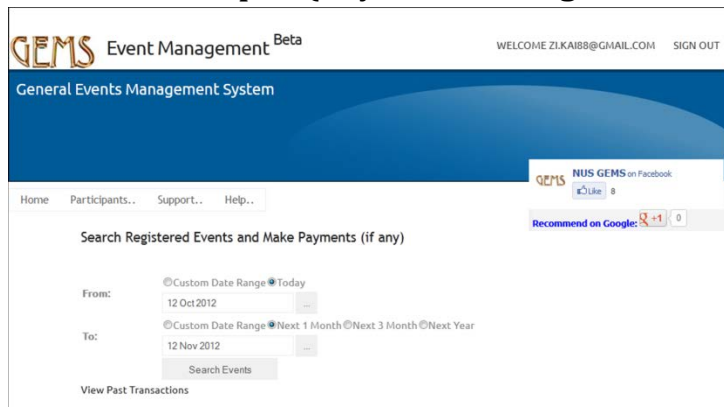 GEMS Event Management Beta
WELCOME ZI.KAI88@GMAIL.COM SIGN OUT
General Events Management System
GEMS NUS GEMS on Facebook
Like 8
Home Participants.. Support.. Help..
Recommend on Google: +1 0
Search Registered Events and Make Payments (if any)
Custom Date Range Today
From:
12 Oct 2012 ...
Custom Date Range Next 1 Month Next 3 Month Next Year
To:
12 Nov 2012 ...
Search Events
View Past Transactions